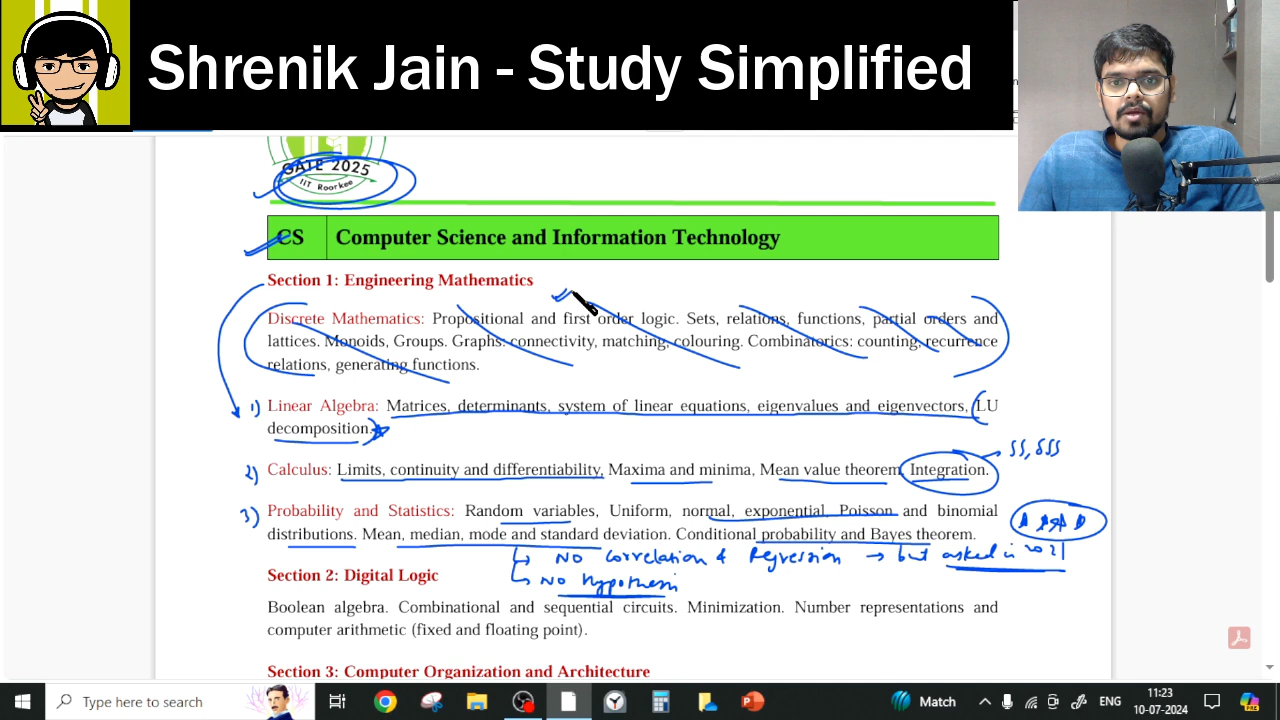 Shrenik Jain - Study Simplified
GATE 2025
IIT Roorkee
CS Computer Science and Information Technology
Section 1: Engineering Mathematics
Discrete Mathematics: Propositional and first order logic. Sets, relations, functions, partial orders and
lattices. Monoids, Groups. Graphs: connectivity, matching, colouring. Combinatorics: counting, recurrence
relations, generating functions.
1) Linear Algebra: Matrices, determinants, system of linear equations, eigenvalues and eigenvectors, LU
decomposition.
∫∫, ∫∫∫
2) Calculus: Limits, continuity and differentiability, Maxima and minima, Mean value theorem, Integration.
3) Probability and Statistics: Random variables, Uniform, normal, exponential, Poisson and binomial
distributions. Mean, median, mode and standard deviation. Conditional probability and Bayes theorem.
NO Correlation & Regression → but asked in 2021
NO Hypothesis
Section 2: Digital Logic
Boolean algebra. Combinational and sequential circuits. Minimization. Number representations and
computer arithmetic (fixed and floating point).
Section 3: Computer Organization and Architecture
Type here to search
Match
ENG
11:23
10-07-2024